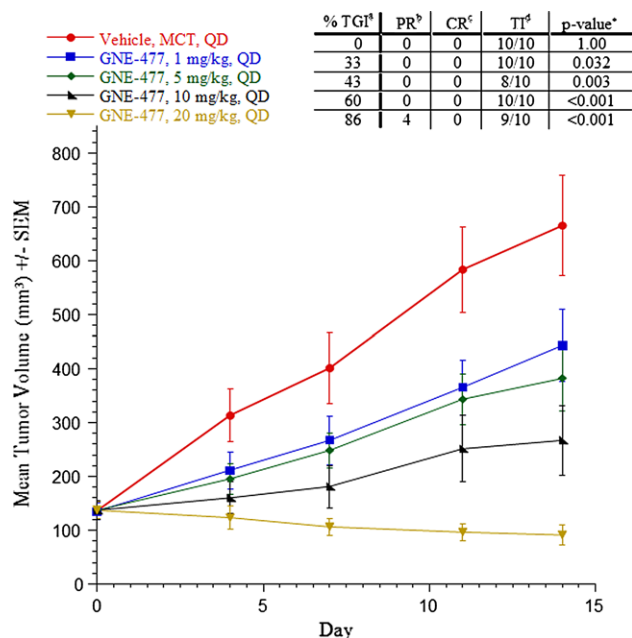 Vehicle, MCT, QD
GNE-477, 1 mg/kg, QD
GNE-477, 5 mg/kg, QD
GNE-477, 10 mg/kg, QD
GNE-477, 20 mg/kg, QD
% TGIᵃ PRᵇ CRᶜ TIᵈ p-value*
0 0 0 10/10 1.00
33 0 0 10/10 0.032
43 0 0 8/10 0.003
60 0 0 10/10 <0.001
86 4 0 9/10 <0.001
Mean Tumor Volume (mm³) +/- SEM
800
700
600
500
400
300
200
100
0
0 5 10 15
Day